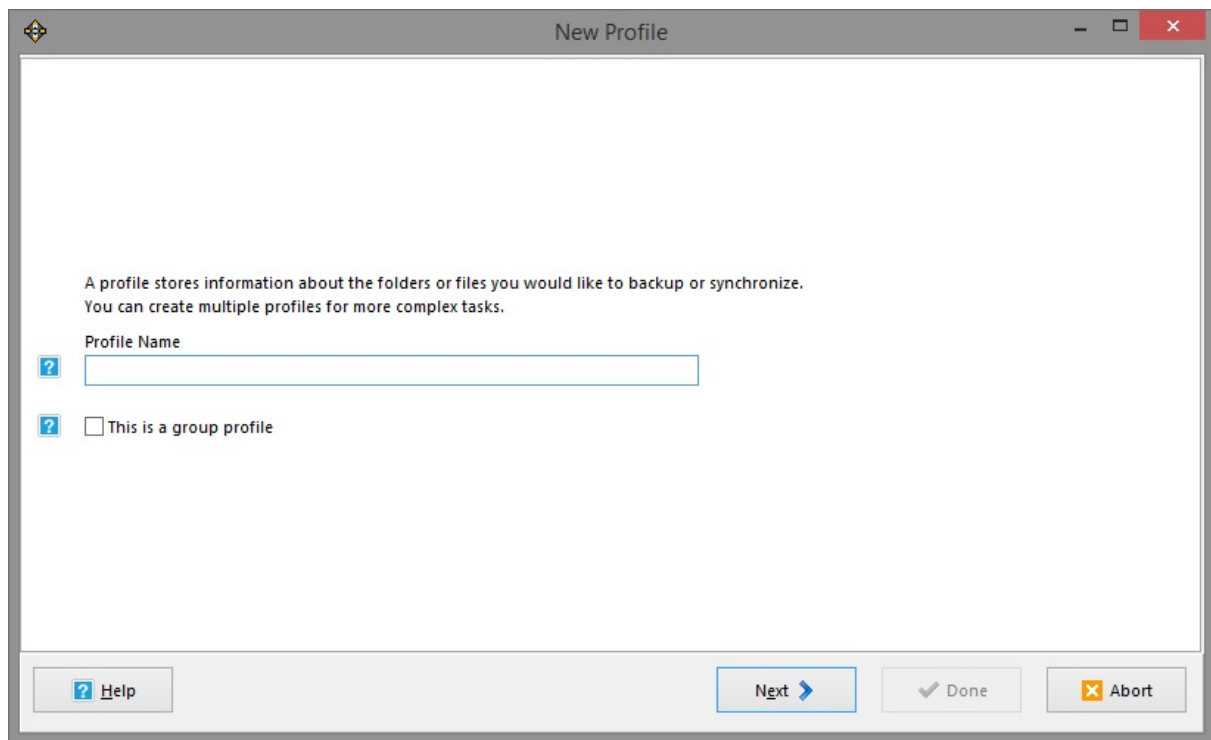 New Profile
A profile stores information about the folders or files you would like to backup or synchronize.
You can create multiple profiles for more complex tasks.
Profile Name
This is a group profile
Help
Next
Done
Abort